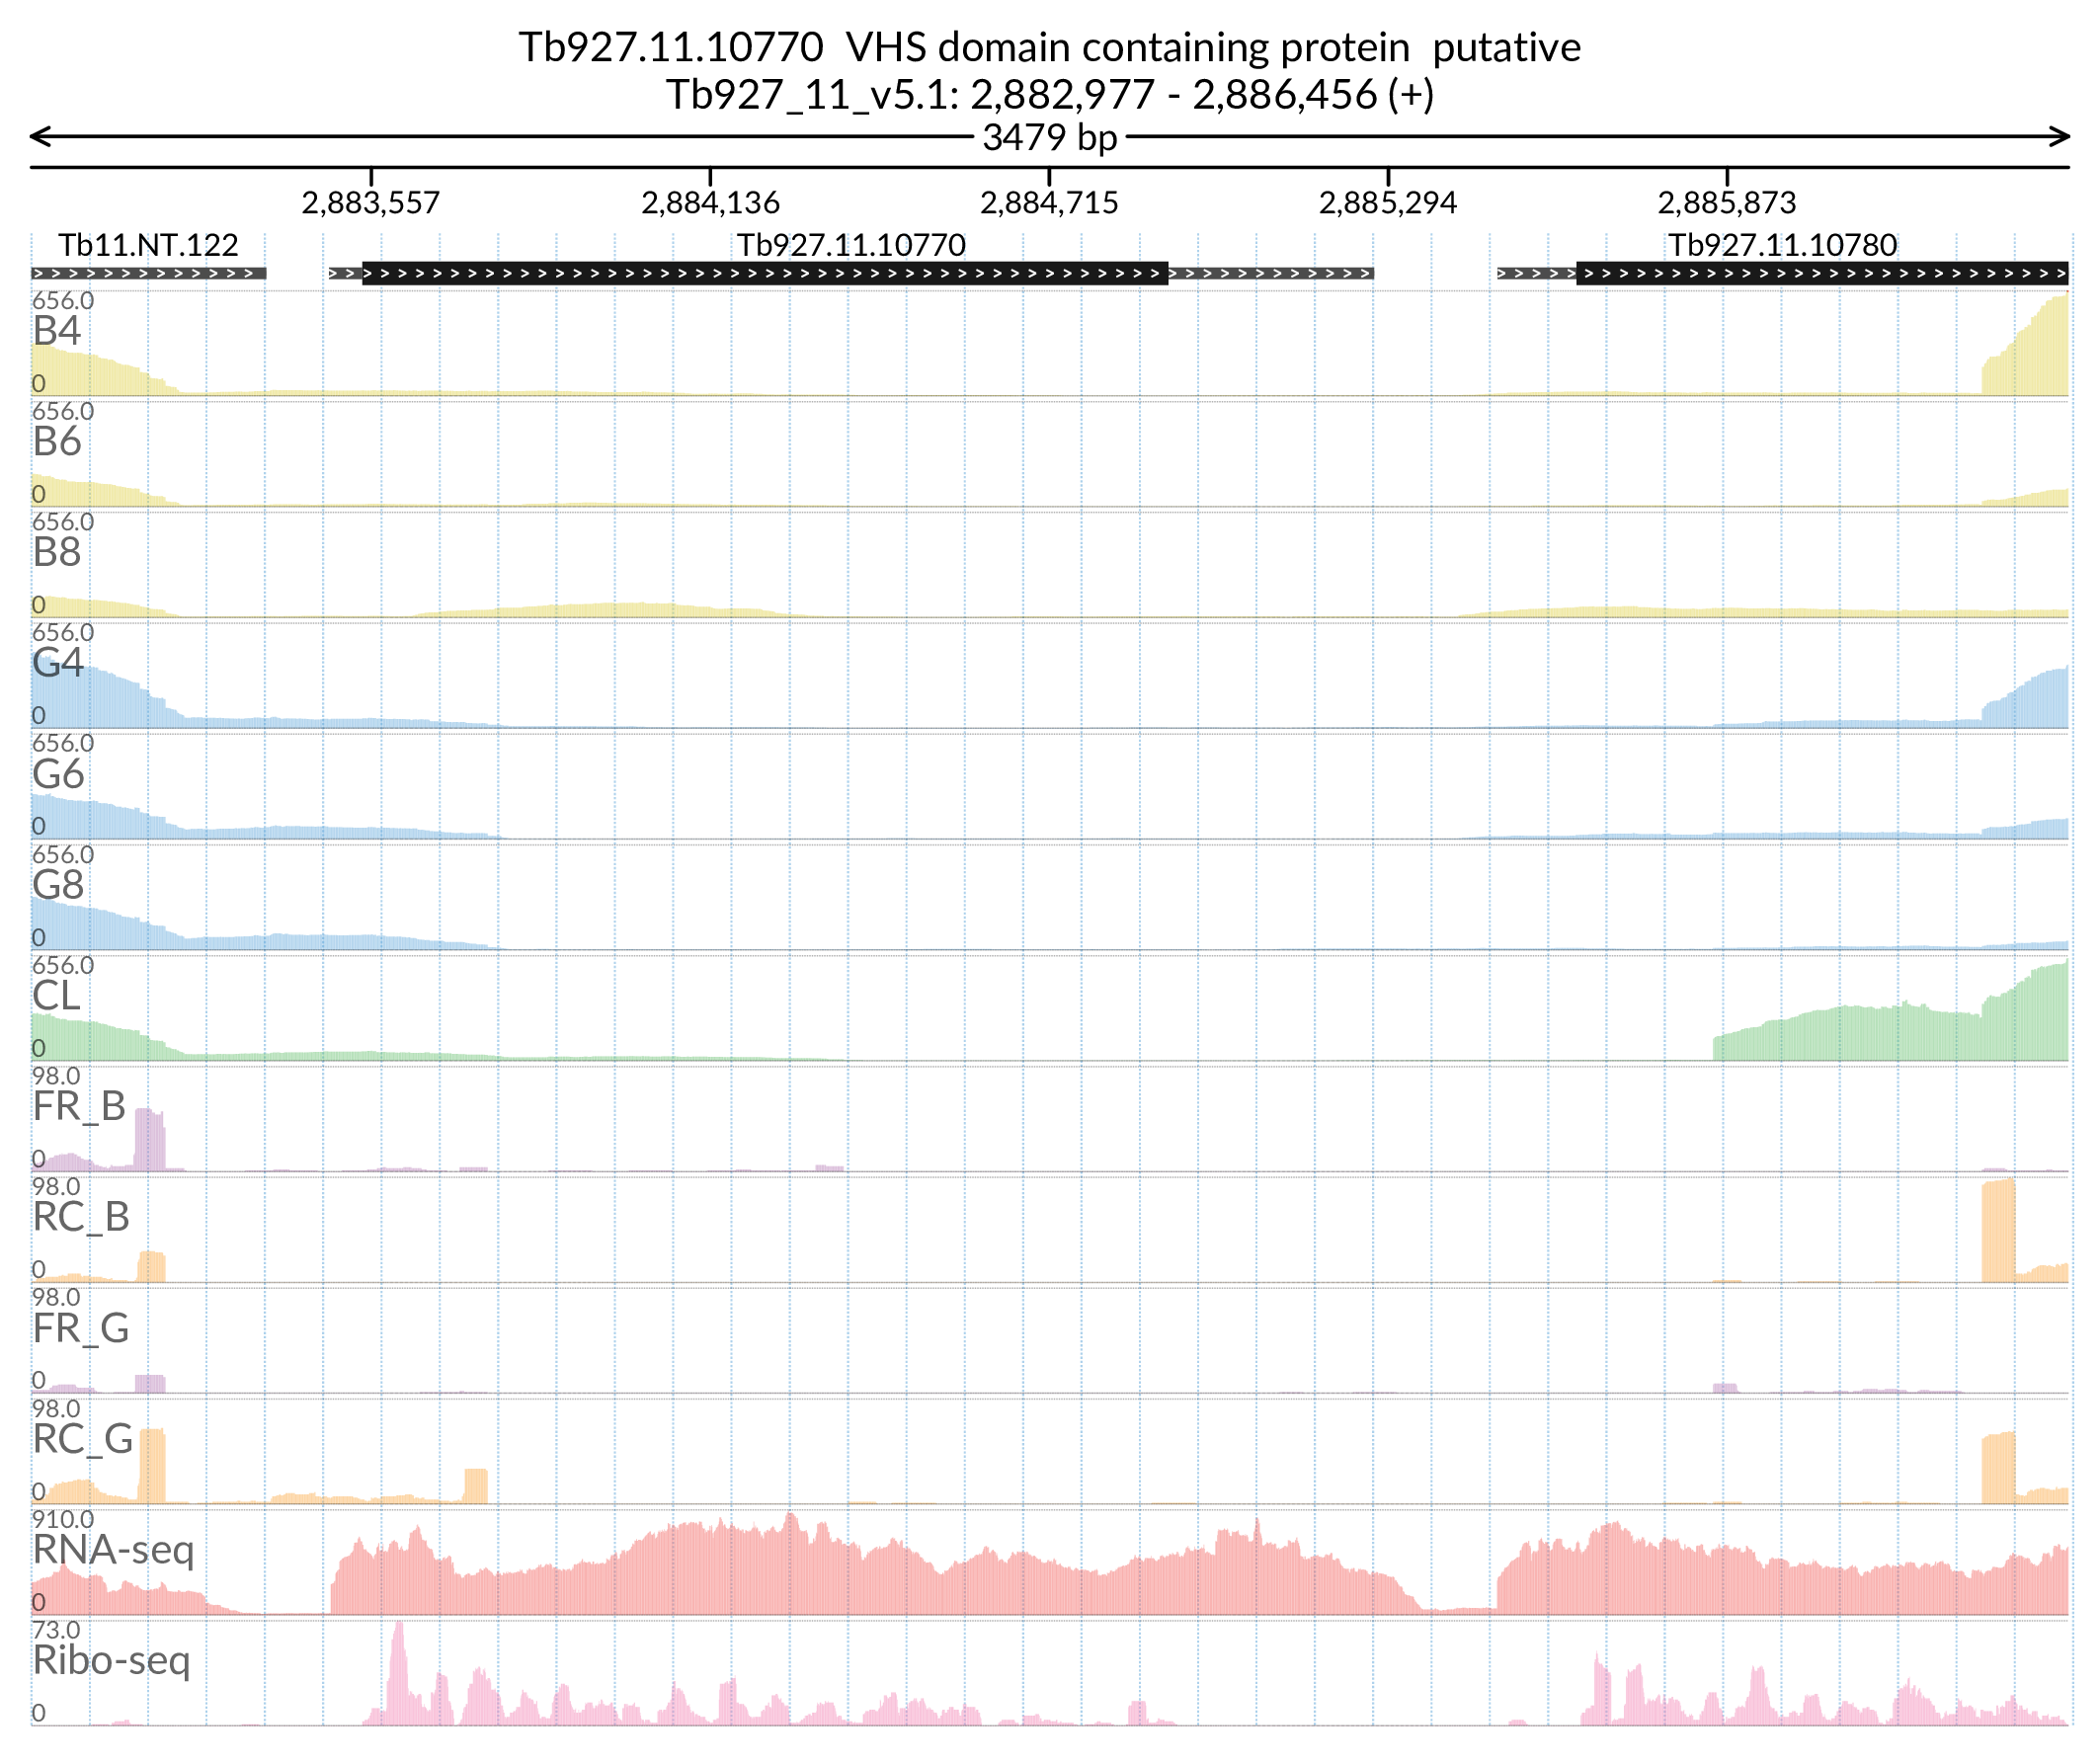 Tb927.11.10770 VHS domain containing protein putative
Tb927_11_v5.1: 2,882,977 - 2,886,456 (+)
3479 bp
2,883,557 2,884,136 2,884,715 2,885,294 2,885,873
Tb11.NT.122 Tb927.11.10770 Tb927.11.10780
656.0
B4
0
656.0
B6
0
656.0
B8
0
656.0
G4
0
656.0
G6
0
656.0
G8
0
656.0
CL
0
98.0
FR_B
0
98.0
RC_B
0
98.0
FR_G
0
98.0
RC_G
0
910.0
RNA-seq
0
73.0
Ribo-seq
0